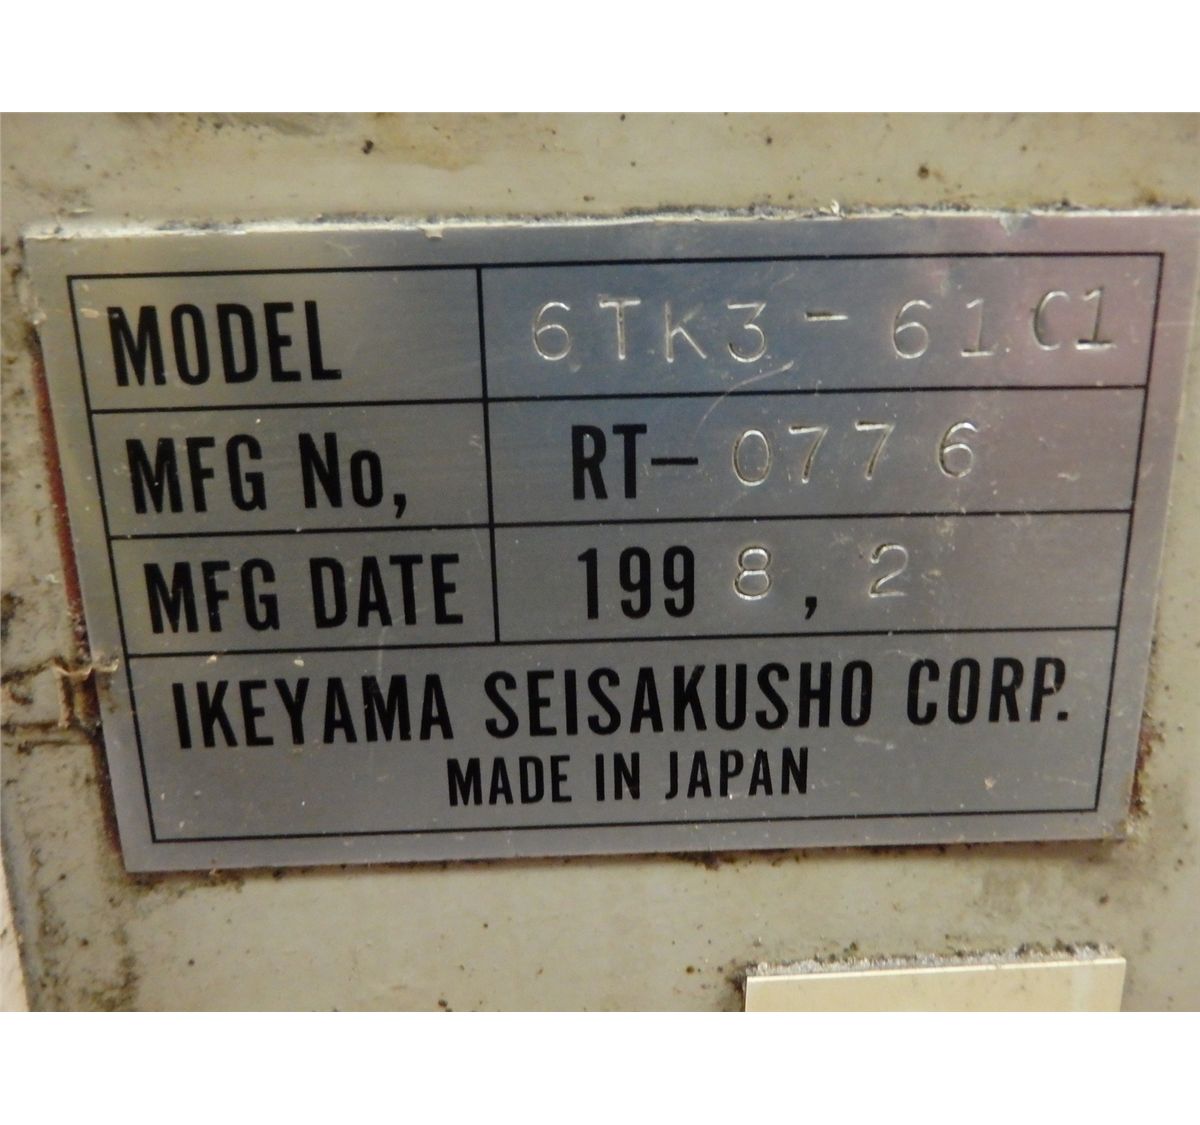 MODEL 6TK3-61C1
MFG No, RT-0776
MFG DATE 1998, 2
IKEYAMA SEISAKUSHO CORP.
MADE IN JAPAN